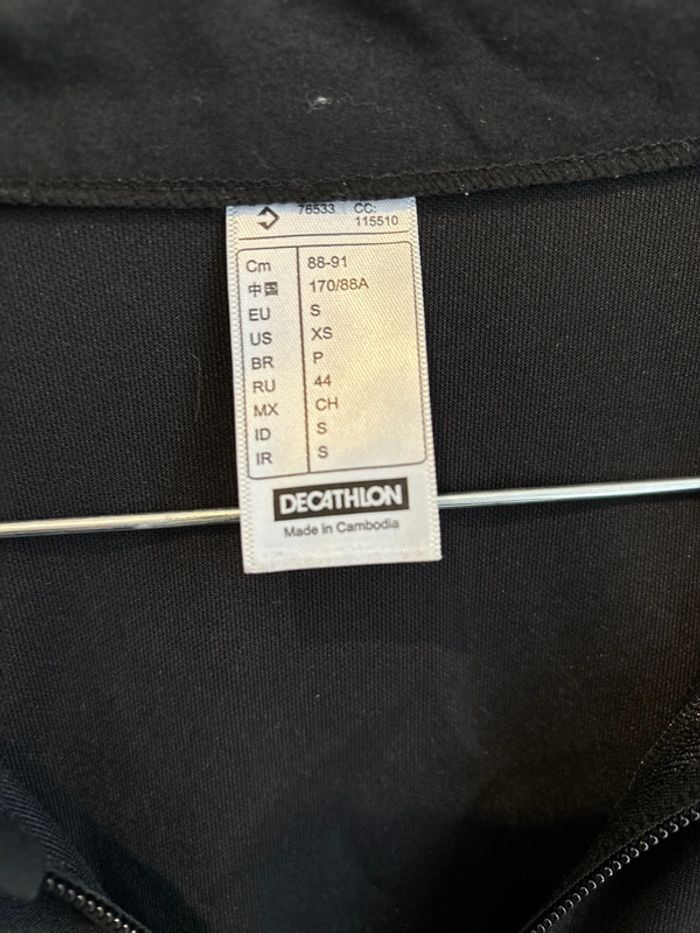 76533 CC:
115510
Cm 88-91
中国 170/88A
EU S
US XS
BR P
RU 44
MX CH
ID S
IR S
DECATHLON
Made in Cambodia